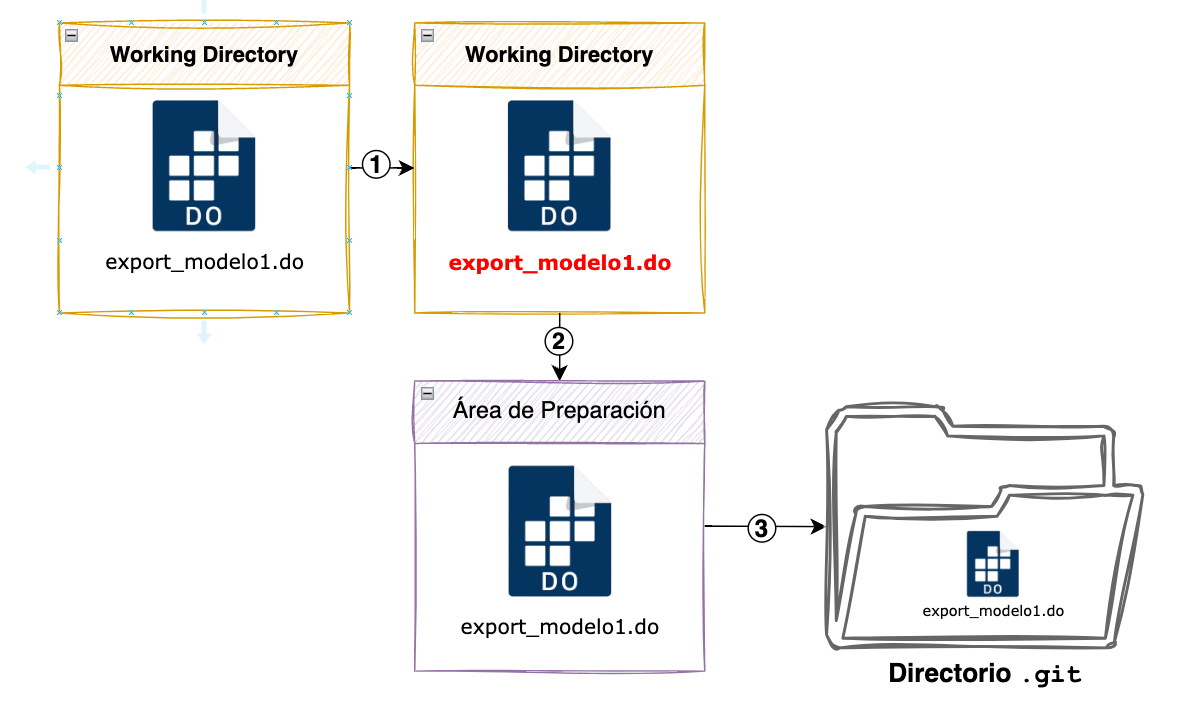 Working Directory
DO
export_modelo1.do
1
Working Directory
DO
export_modelo1.do
2
Área de Preparación
DO
export_modelo1.do
3
DO
export_modelo1.do
Directorio .git